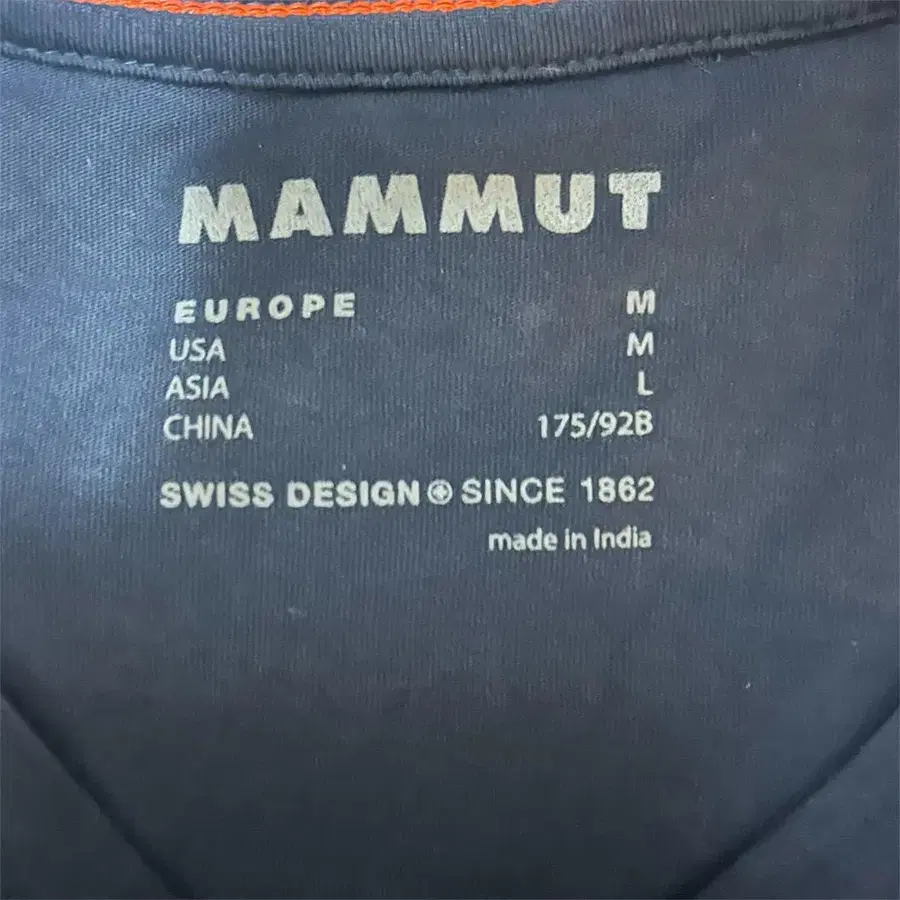 MAMMUT
EUROPE M
USA M
ASIA L
CHINA 175/92B
SWISS DESIGN SINCE 1862
made in India